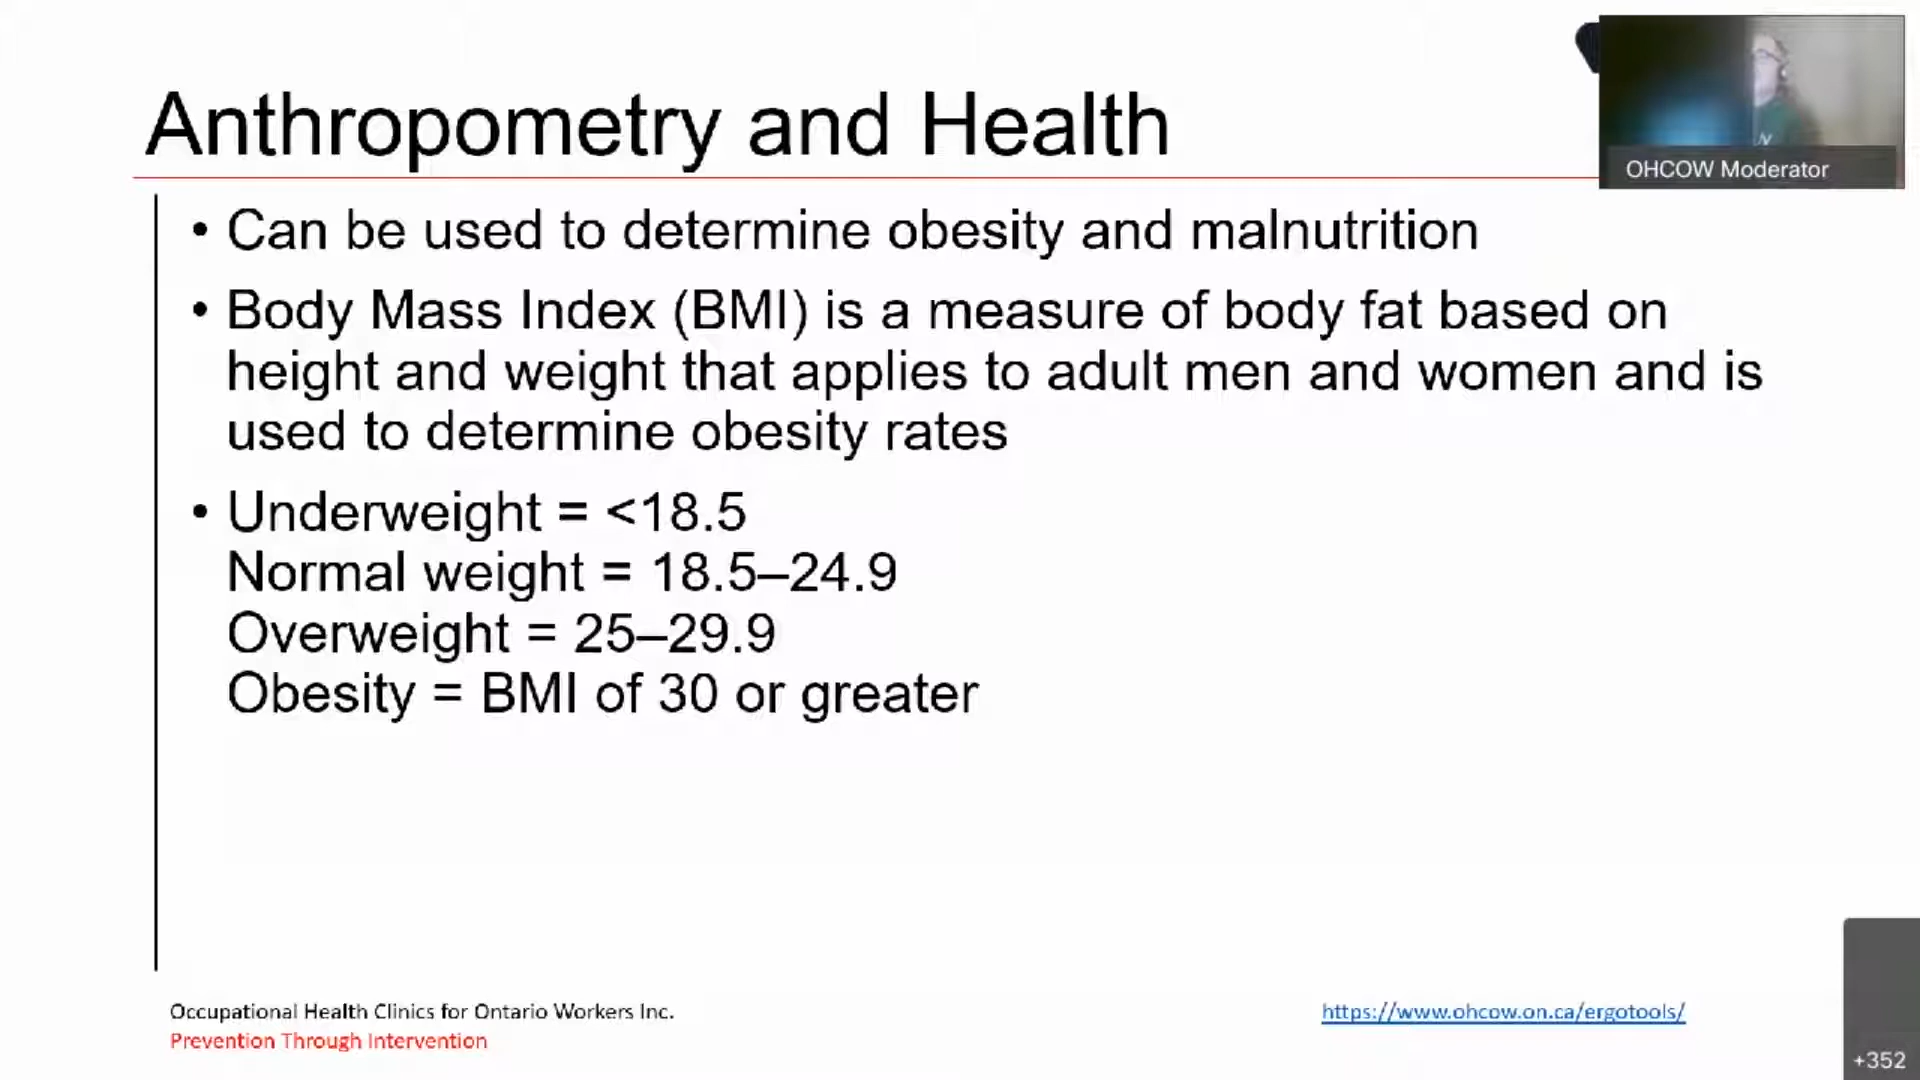 Anthropometry and Health
OHCOW Moderator
• Can be used to determine obesity and malnutrition
• Body Mass Index (BMI) is a measure of body fat based on
height and weight that applies to adult men and women and is
used to determine obesity rates
• Underweight = <18.5
Normal weight = 18.5–24.9
Overweight = 25–29.9
Obesity = BMI of 30 or greater
Occupational Health Clinics for Ontario Workers Inc.
Prevention Through Intervention
https://www.ohcow.on.ca/ergotools/
+352